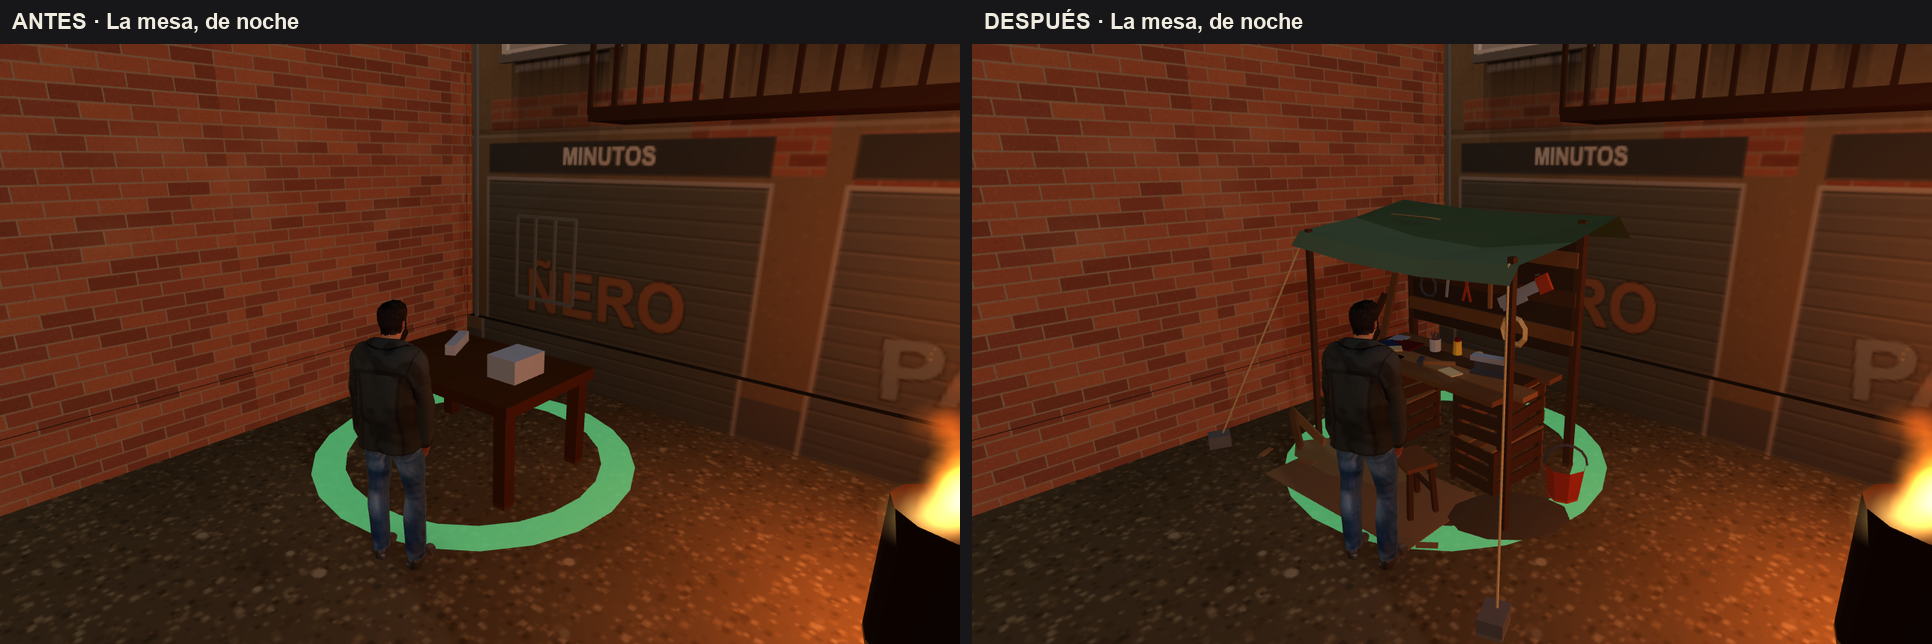 ANTES · La mesa, de noche
MINUTOS
ÑERO
DESPUÉS · La mesa, de noche
MINUTOS
RO
P